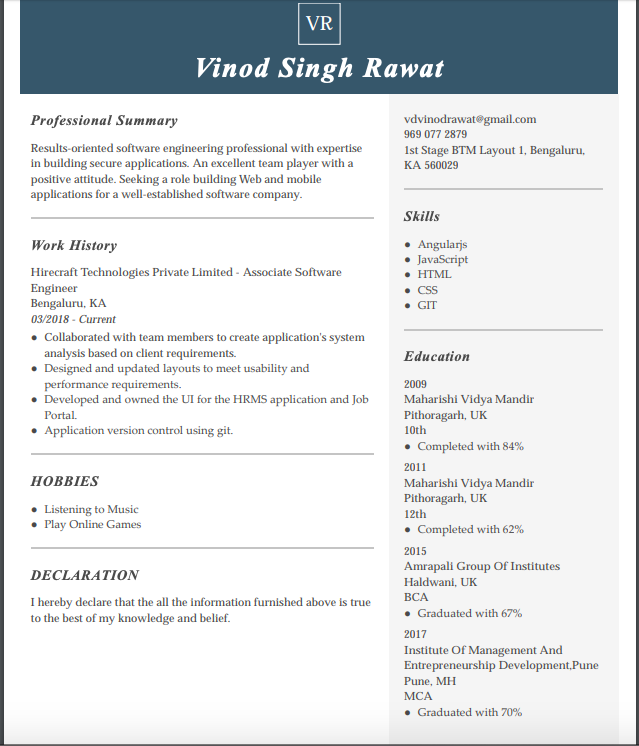 VR
Vinod Singh Rawat
Professional Summary
Results-oriented software engineering professional with expertise
in building secure applications. An excellent team player with a
positive attitude. Seeking a role building Web and mobile
applications for a well-established software company.
Work History
Hirecraft Technologies Private Limited - Associate Software
Engineer
Bengaluru, KA
03/2018 - Current
● Collaborated with team members to create application's system
analysis based on client requirements.
● Designed and updated layouts to meet usability and
performance requirements.
● Developed and owned the UI for the HRMS application and Job
Portal.
● Application version control using git.
HOBBIES
● Listening to Music
● Play Online Games
DECLARATION
I hereby declare that the all the information furnished above is true
to the best of my knowledge and belief.
vdvinodrawat@gmail.com
969 077 2879
1st Stage BTM Layout 1, Bengaluru,
KA 560029
Skills
● Angularjs
● JavaScript
● HTML
● CSS
● GIT
Education
2009
Maharishi Vidya Mandir
Pithoragarh, UK
10th
● Completed with 84%
2011
Maharishi Vidya Mandir
Pithoragarh, UK
12th
● Completed with 62%
2015
Amrapali Group Of Institutes
Haldwani, UK
BCA
● Graduated with 67%
2017
Institute Of Management And
Entrepreneurship Development,Pune
Pune, MH
MCA
● Graduated with 70%